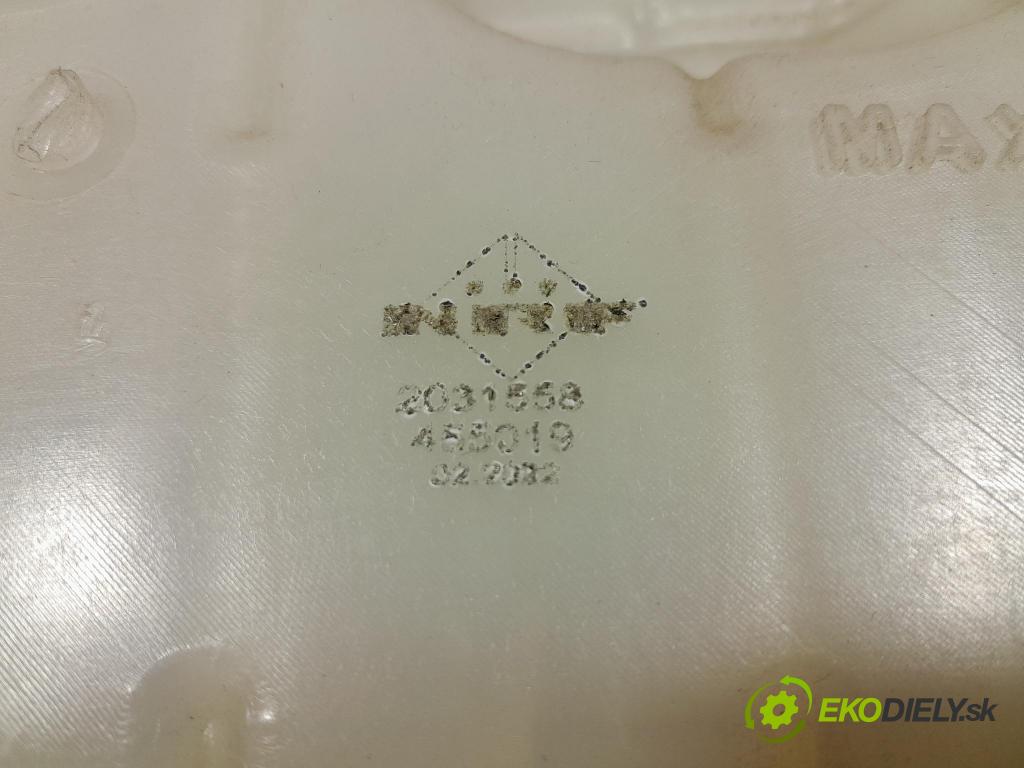 MAX
NRF
2031558
455019
02.2022
EKODIELY.sk